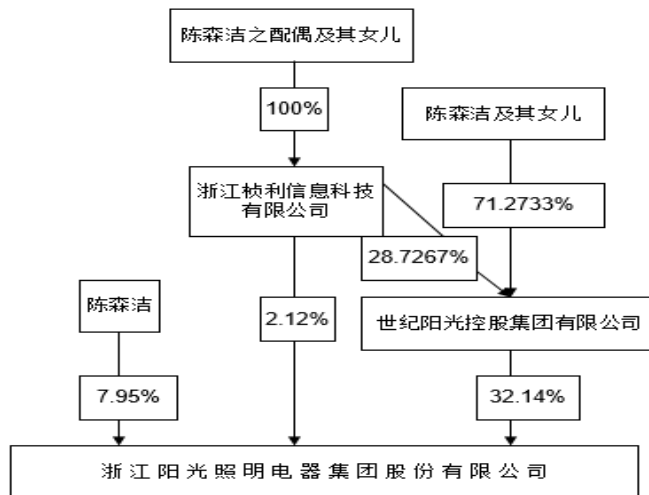 陈森洁之配偶及其女儿
100%
陈森洁及其女儿
浙江桢利信息科技
有限公司
71.2733%
28.7267%
陈森洁
2.12%
世纪阳光控股集团有限公司
7.95%
32.14%
浙江阳光照明电器集团股份有限公司